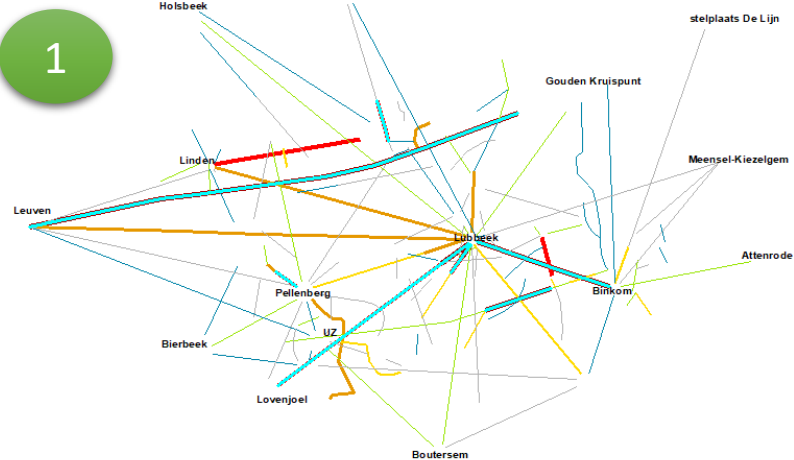 Holsbeek
stelplaats De Lijn
1
Gouden Kruispunt
Linden
Meensel-Kiezelgem
Leuven
Lubbeek
Attenrode
Pellenberg
Binkom
UZ
Bierbeek
Lovenjoel
Boutersem